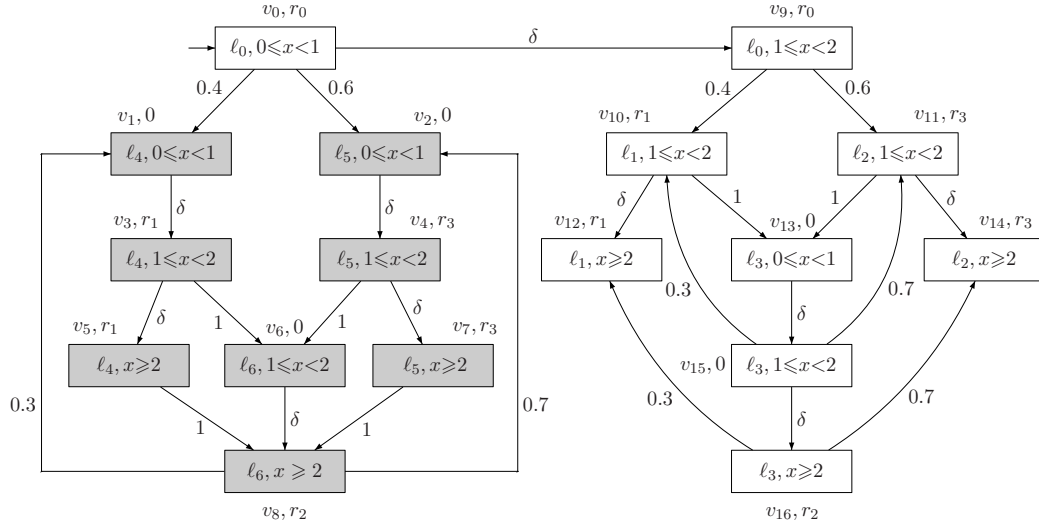 v0, r0 v9, r0
ℓ0, 0⩽x<1 δ ℓ0, 1⩽x<2
0.4 0.6 0.4 0.6
v1, 0 v2, 0 v10, r1 v11, r3
ℓ4, 0⩽x<1 ℓ5, 0⩽x<1 ℓ1, 1⩽x<2 ℓ2, 1⩽x<2
δ δ δ 1 1 δ
v3, r1 v4, r3 v12, r1 v13, 0 v14, r3
ℓ4, 1⩽x<2 ℓ5, 1⩽x<2 ℓ1, x⩾2 ℓ3, 0⩽x<1 ℓ2, x⩾2
δ 1 1 δ 0.3 δ 0.7
v5, r1 v6, 0 v7, r3
ℓ4, x⩾2 ℓ6, 1⩽x<2 ℓ5, x⩾2 v15, 0 ℓ3, 1⩽x<2
0.3 1 δ 1 0.7 0.3 δ 0.7
ℓ6, x ⩾ 2 ℓ3, x⩾2
v8, r2 v16, r2